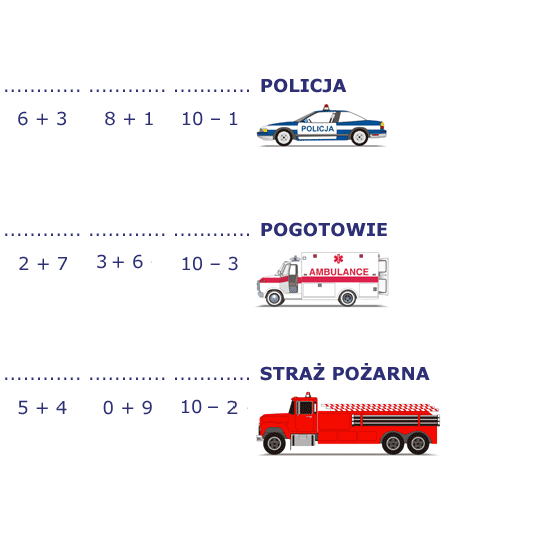 ............ ............ ............ POLICJA
6 + 3 8 + 1 10 – 1
POLICJA
............ ............ ............ POGOTOWIE
2 + 7 3 + 6 10 – 3
AMBULANCE
............ ............ ............ STRAŻ POŻARNA
5 + 4 0 + 9 10 – 2